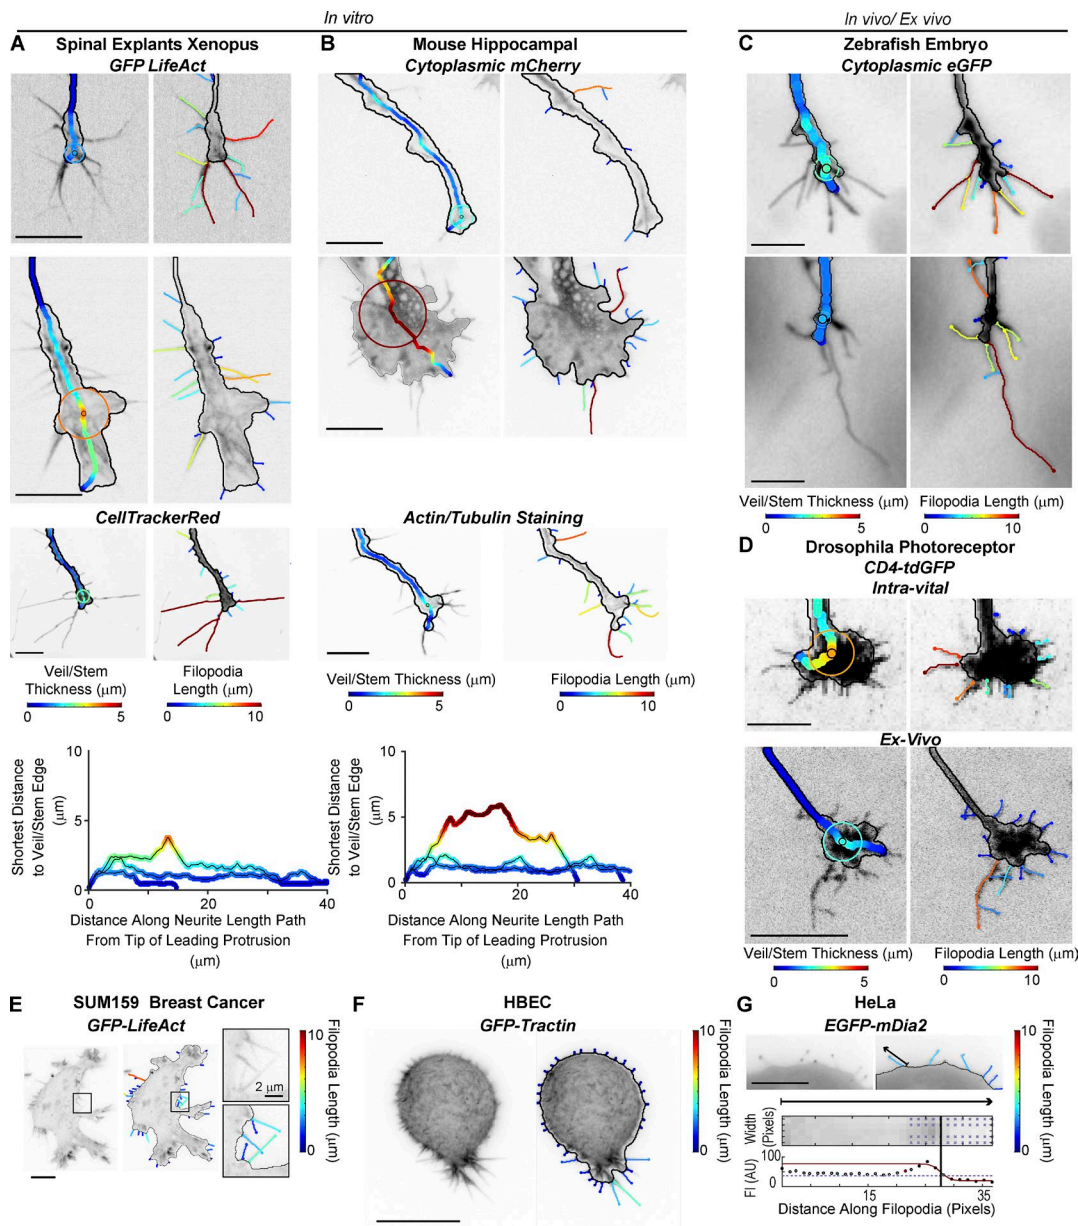 In vitro
In vivo/ Ex vivo
A
Spinal Explants Xenopus
GFP LifeAct
B
Mouse Hippocampal
Cytoplasmic mCherry
C
Zebrafish Embryo
Cytoplasmic eGFP
CellTrackerRed
Actin/Tubulin Staining
Veil/Stem Thickness (μm)
0 5
Filopodia Length (μm)
0 10
Veil/Stem
Thickness (μm)
0 5
Filopodia
Length (μm)
0 10
Veil/Stem Thickness (μm)
0 5
Filopodia Length (μm)
0 10
D
Drosophila Photoreceptor
CD4-tdGFP
Intra-vital
Ex-Vivo
Veil/Stem Thickness (μm)
0 5
Filopodia Length (μm)
0 10
Shortest Distance
to Veil/Stem Edge
(μm)
10
5
0
20 40
Distance Along Neurite Length Path
From Tip of Leading Protrusion
(μm)
Shortest Distance
to Veil/Stem Edge
(μm)
10
5
0
0 20 40
Distance Along Neurite Length Path
From Tip of Leading Protrusion
(μm)
E
SUM159 Breast Cancer
GFP-LifeAct
2 μm
10
0
Filopodia Length (μm)
F
HBEC
GFP-Tractin
10
0
Filopodia Length (μm)
G
HeLa
EGFP-mDia2
10
0
Filopodia Length (μm)
Width
(Pixels)
FI (AU)
100
0
15 35
Distance Along Filopodia (Pixels)